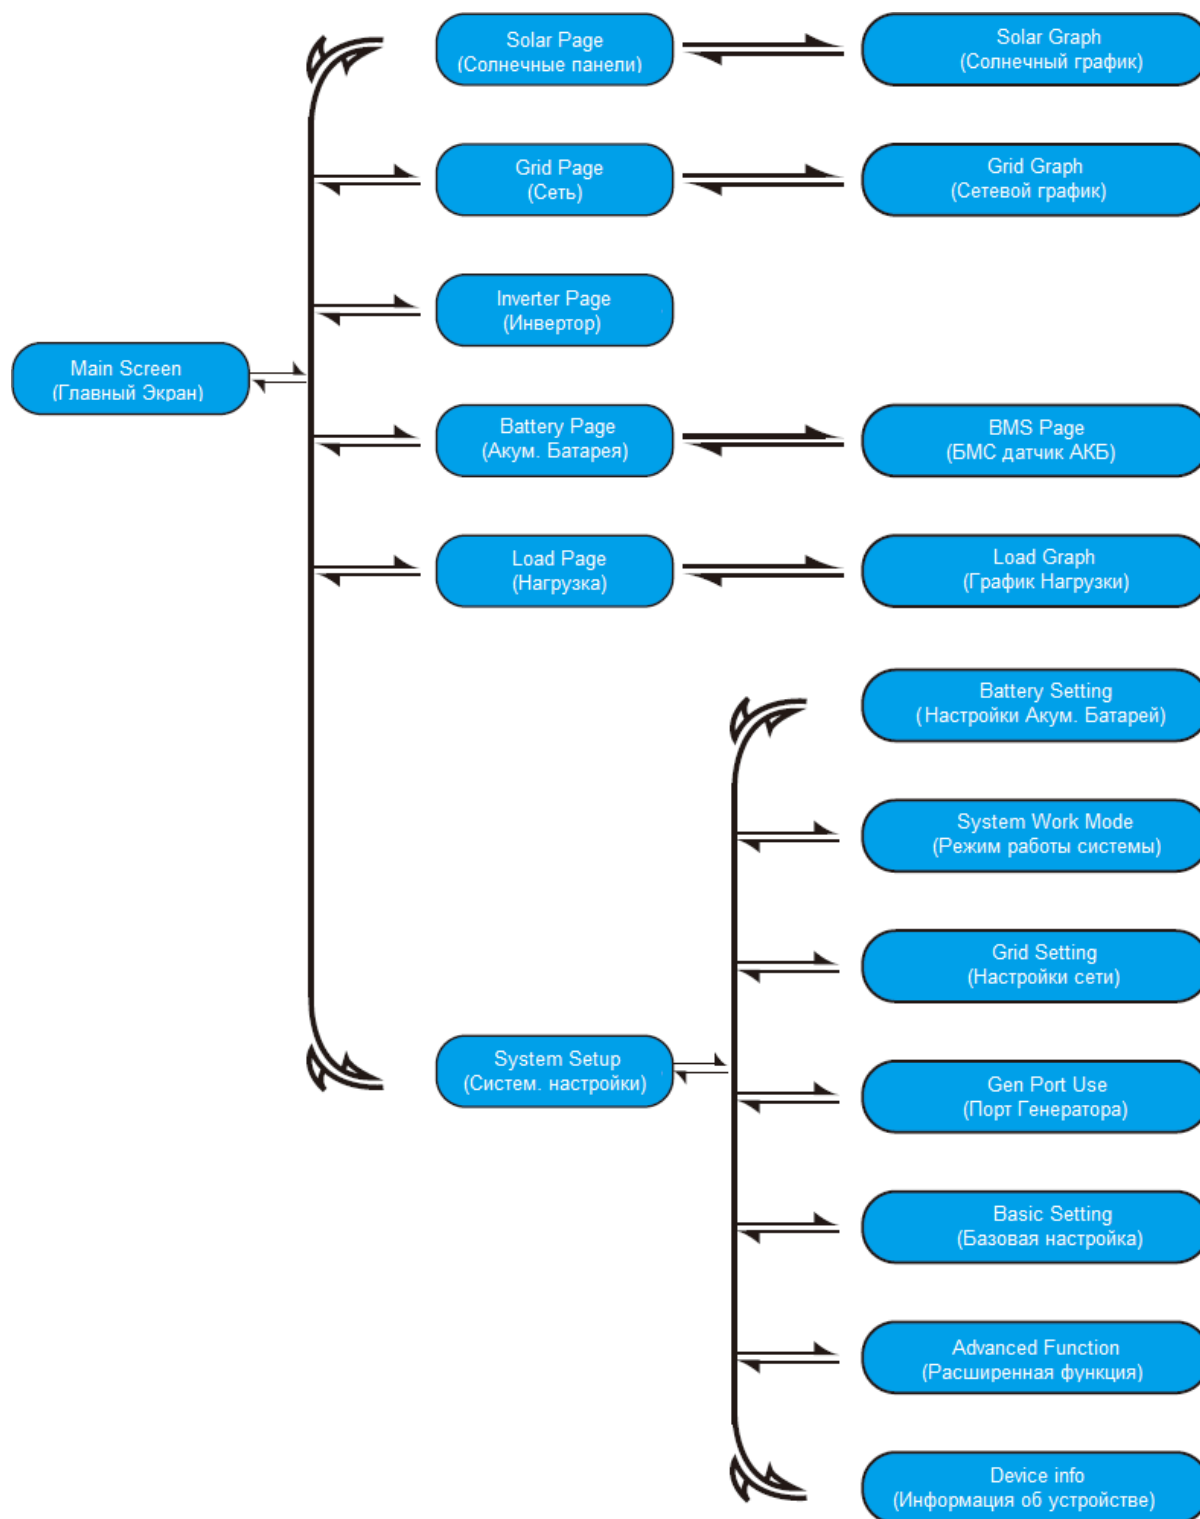 Solar Page
(Солнечные панели)
Solar Graph
(Солнечный график)
Grid Page
(Сеть)
Grid Graph
(Сетевой график)
Inverter Page
(Инвертор)
Main Screen
(Главный Экран)
Battery Page
(Акум. Батарея)
BMS Page
(БМС датчик АКБ)
Load Page
(Нагрузка)
Load Graph
(График Нагрузки)
Battery Setting
(Настройки Акум. Батарей)
System Work Mode
(Режим работы системы)
Grid Setting
(Настройки сети)
System Setup
(Систем. настройки)
Gen Port Use
(Порт Генератора)
Basic Setting
(Базовая настройка)
Advanced Function
(Расширенная функция)
Device info
(Информация об устройстве)